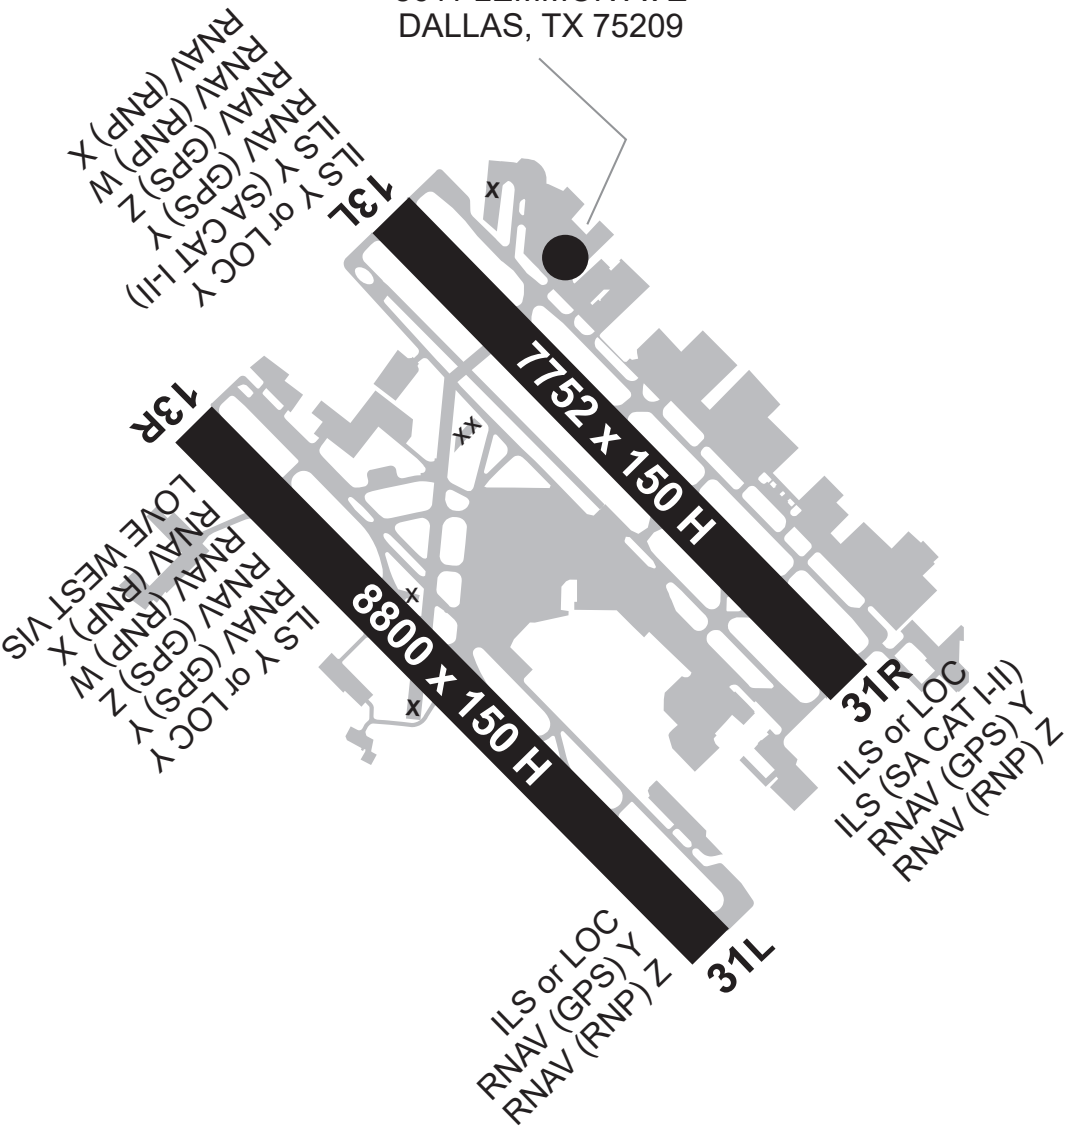 DALLAS, TX 75209
13L
ILS Y or LOC Y
ILS Y (SA CAT I-II)
RNAV (GPS) Y
RNAV (GPS) Z
RNAV (RNP) W
RNAV (RNP) X
x
7752 x 150 H
13R
ILS Y or LOC Y
RNAV (GPS) Y
RNAV (GPS) Z
RNAV (RNP) W
RNAV (RNP) X
LOVE WEST VIS
xx
x
8800 x 150 H
x
31R
ILS or LOC
ILS (SA CAT I-II)
RNAV (GPS) Y
RNAV (RNP) Z
31L
ILS or LOC
RNAV (GPS) Y
RNAV (RNP) Z